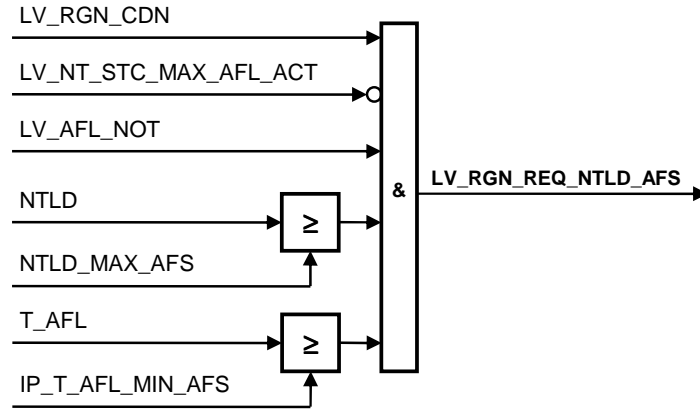 LV_RGN_CDN
LV_NT_STC_MAX_AFL_ACT
LV_AFL_NOT
& LV_RGN_REQ_NTLD_AFS
NTLD
≥
NTLD_MAX_AFS
T_AFL
≥
IP_T_AFL_MIN_AFS